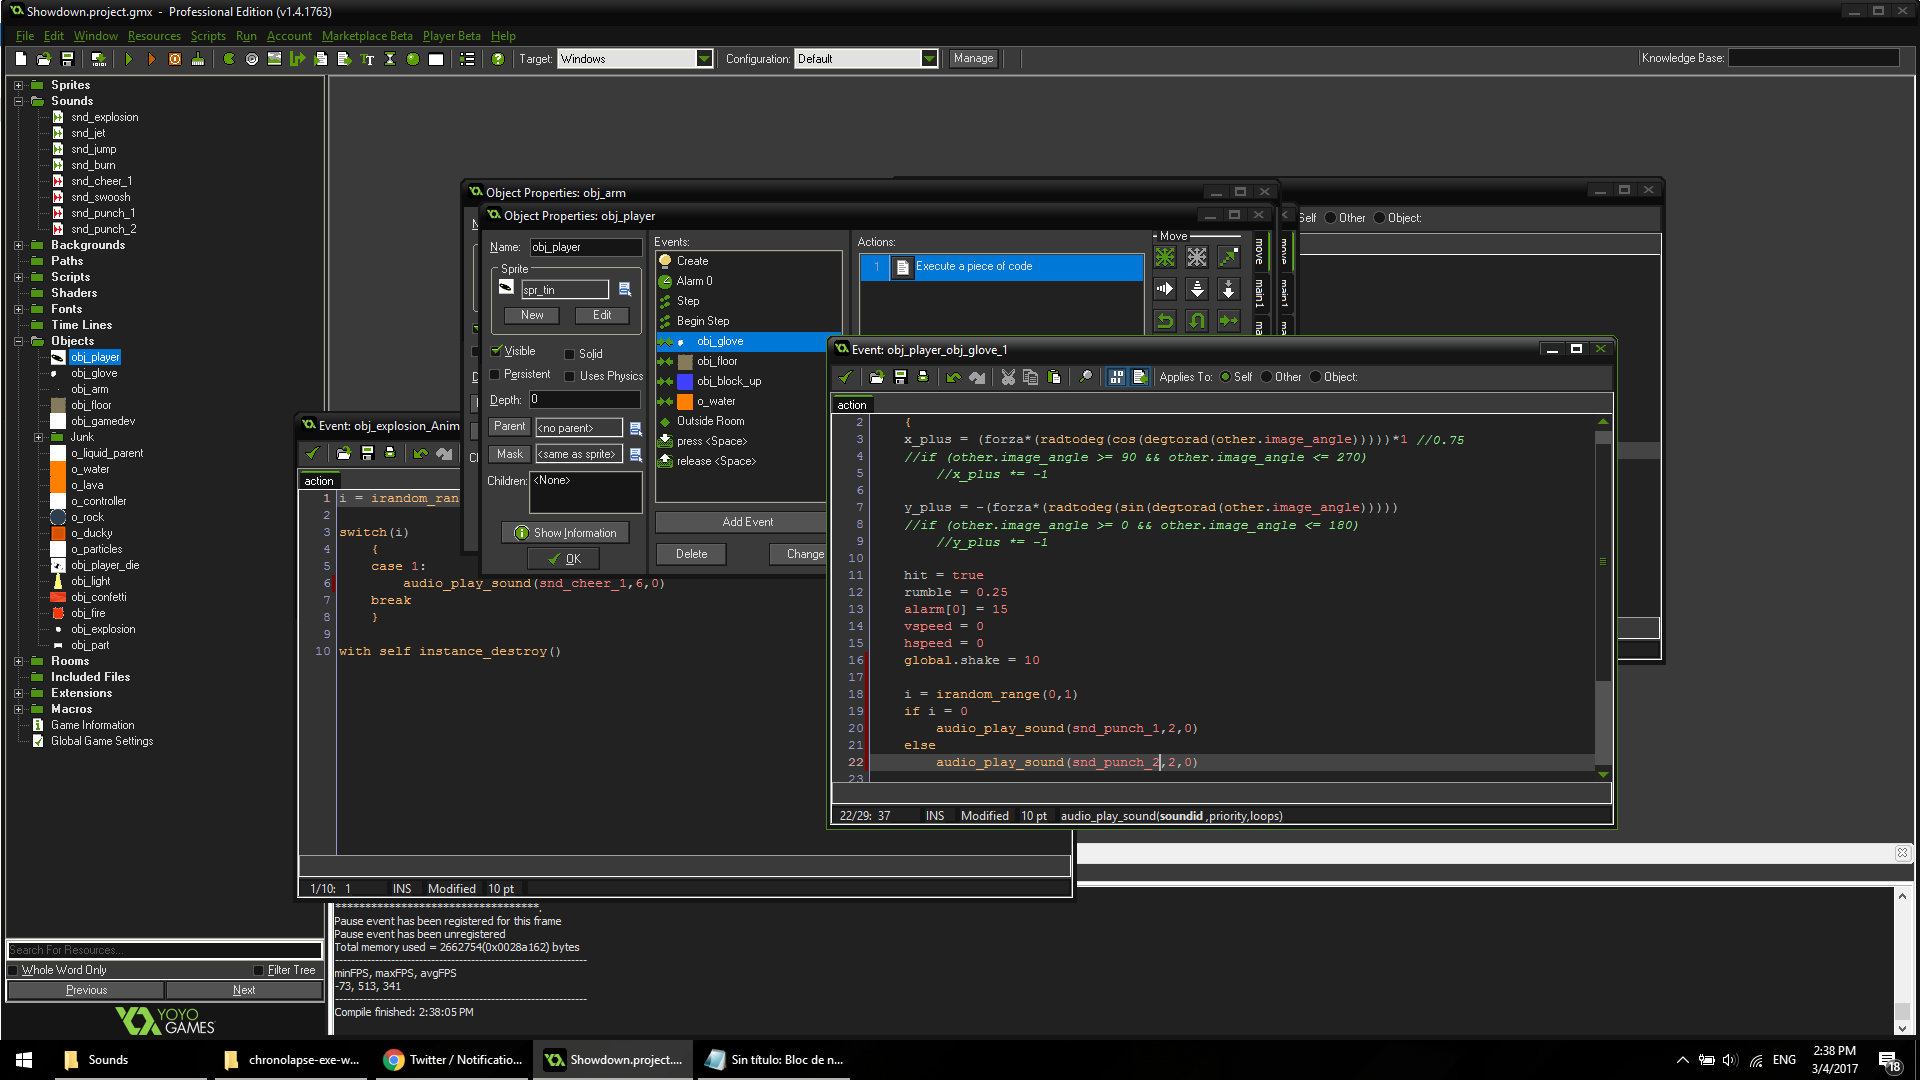 Showdown.project.gmx - Professional Edition (v1.4.1763)
File Edit Window Resources Scripts Run Account Marketplace Beta Player Beta Help
Target: Windows Configuration: Default Manage Knowledge Base:
Sprites
Sounds
snd_explosion
snd_jet
snd_jump
snd_burn
snd_cheer_1
snd_swoosh
snd_punch_1
snd_punch_2
Backgrounds
Paths
Scripts
Shaders
Fonts
Time Lines
Objects
obj_player
obj_glove
obj_arm
obj_floor
obj_gamedev
Junk
o_liquid_parent
o_water
o_lava
o_controller
o_rock
o_ducky
o_particles
obj_player_die
obj_light
obj_confetti
obj_fire
obj_explosion
obj_part
Rooms
Included Files
Extensions
Macros
Game Information
Global Game Settings
Search For Resources...
Whole Word Only Filter Tree
Previous Next
YOYO
GAMES
Object Properties: obj_arm
Self Other Object:
Object Properties: obj_player
Name: obj_player
Sprite
spr_tin
New Edit
Visible Solid
Persistent Uses Physics
Depth: 0
Parent <no parent>
Mask <same as sprite>
Children: <None>
Show Information
OK
Events:
Create
Alarm 0
Step
Begin Step
obj_glove
obj_floor
obj_block_up
o_water
Outside Room
press <Space>
release <Space>
Add Event
Delete Change
Actions:
1 Execute a piece of code
Move
move
main1
Event: obj_explosion_Anim
action
1 i = irandom_ran
2
3 switch(i)
4 {
5 case 1:
6 audio_play_sound(snd_cheer_1,6,0)
7 break
8 }
9
10 with self instance_destroy()
1/10: 1 INS Modified 10 pt
Event: obj_player_obj_glove_1
Applies To: Self Other Object:
action
2 {
3 x_plus = (forza*(radtodeg(cos(degtorad(other.image_angle)))))*1 //0.75
4 //if (other.image_angle >= 90 && other.image_angle <= 270)
5 //x_plus *= -1
6
7 y_plus = -(forza*(radtodeg(sin(degtorad(other.image_angle)))))
8 //if (other.image_angle >= 0 && other.image_angle <= 180)
9 //y_plus *= -1
10
11 hit = true
12 rumble = 0.25
13 alarm[0] = 15
14 vspeed = 0
15 hspeed = 0
16 global.shake = 10
17
18 i = irandom_range(0,1)
19 if i = 0
20 audio_play_sound(snd_punch_1,2,0)
21 else
22 audio_play_sound(snd_punch_2,2,0)
23
22/29: 37 INS Modified 10 pt audio_play_sound(soundid ,priority,loops)
Pause event has been registered for this frame
Pause event has been unregistered
Total memory used = 2662754(0x0028a162) bytes
minFPS, maxFPS, avgFPS
-73, 513, 341
Compile finished: 2:38:05 PM
Sounds
chronolapse-exe-w...
Twitter / Notificatio...
Showdown.project....
Sin título: Bloc de n...
ENG
2:38 PM
3/4/2017
18